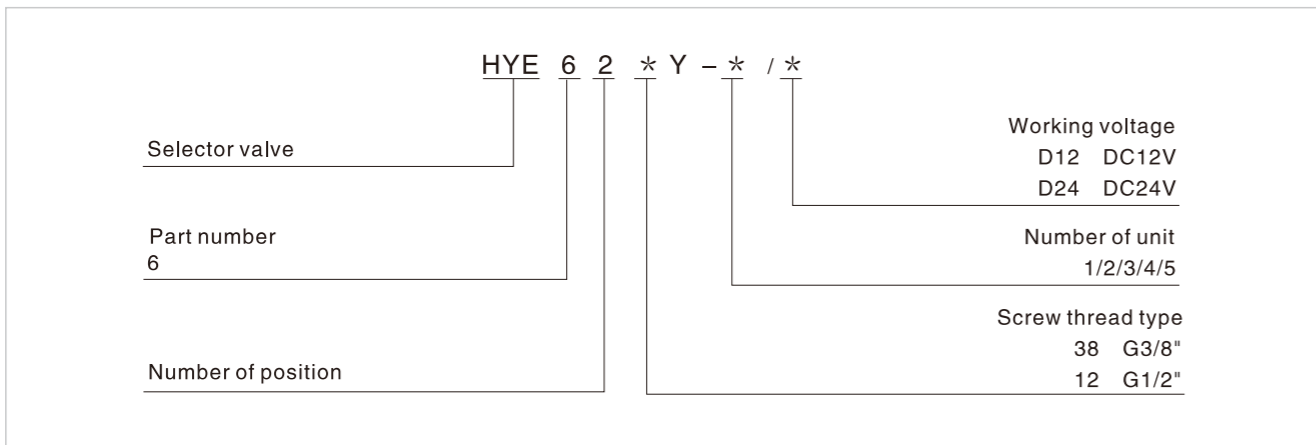 HYE 6 2 * Y – * / *
Selector valve
Part number
6
Number of position
Working voltage
D12 DC12V
D24 DC24V
Number of unit
1/2/3/4/5
Screw thread type
38 G3/8"
12 G1/2"